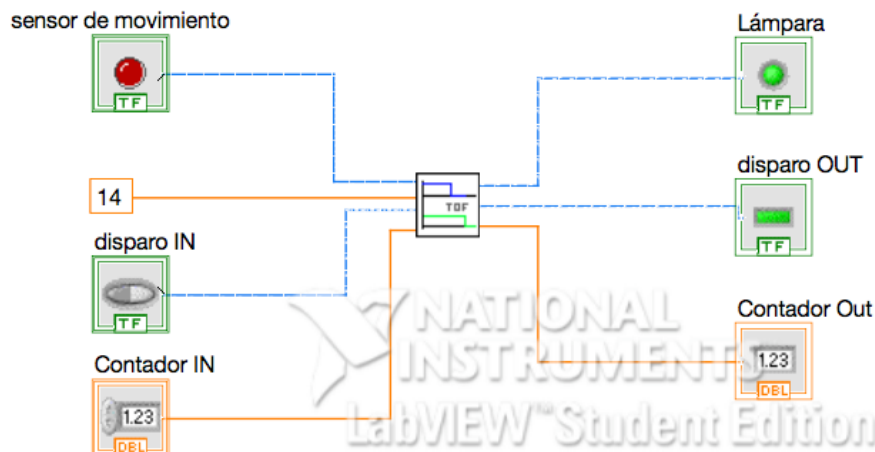 sensor de movimiento
TF
14
disparo IN
TF
Contador IN
1.23
DBL
TOF
Lámpara
TF
disparo OUT
TF
Contador Out
1.23
DBL
NATIONAL
INSTRUMENTS
LabVIEW™ Student Edition